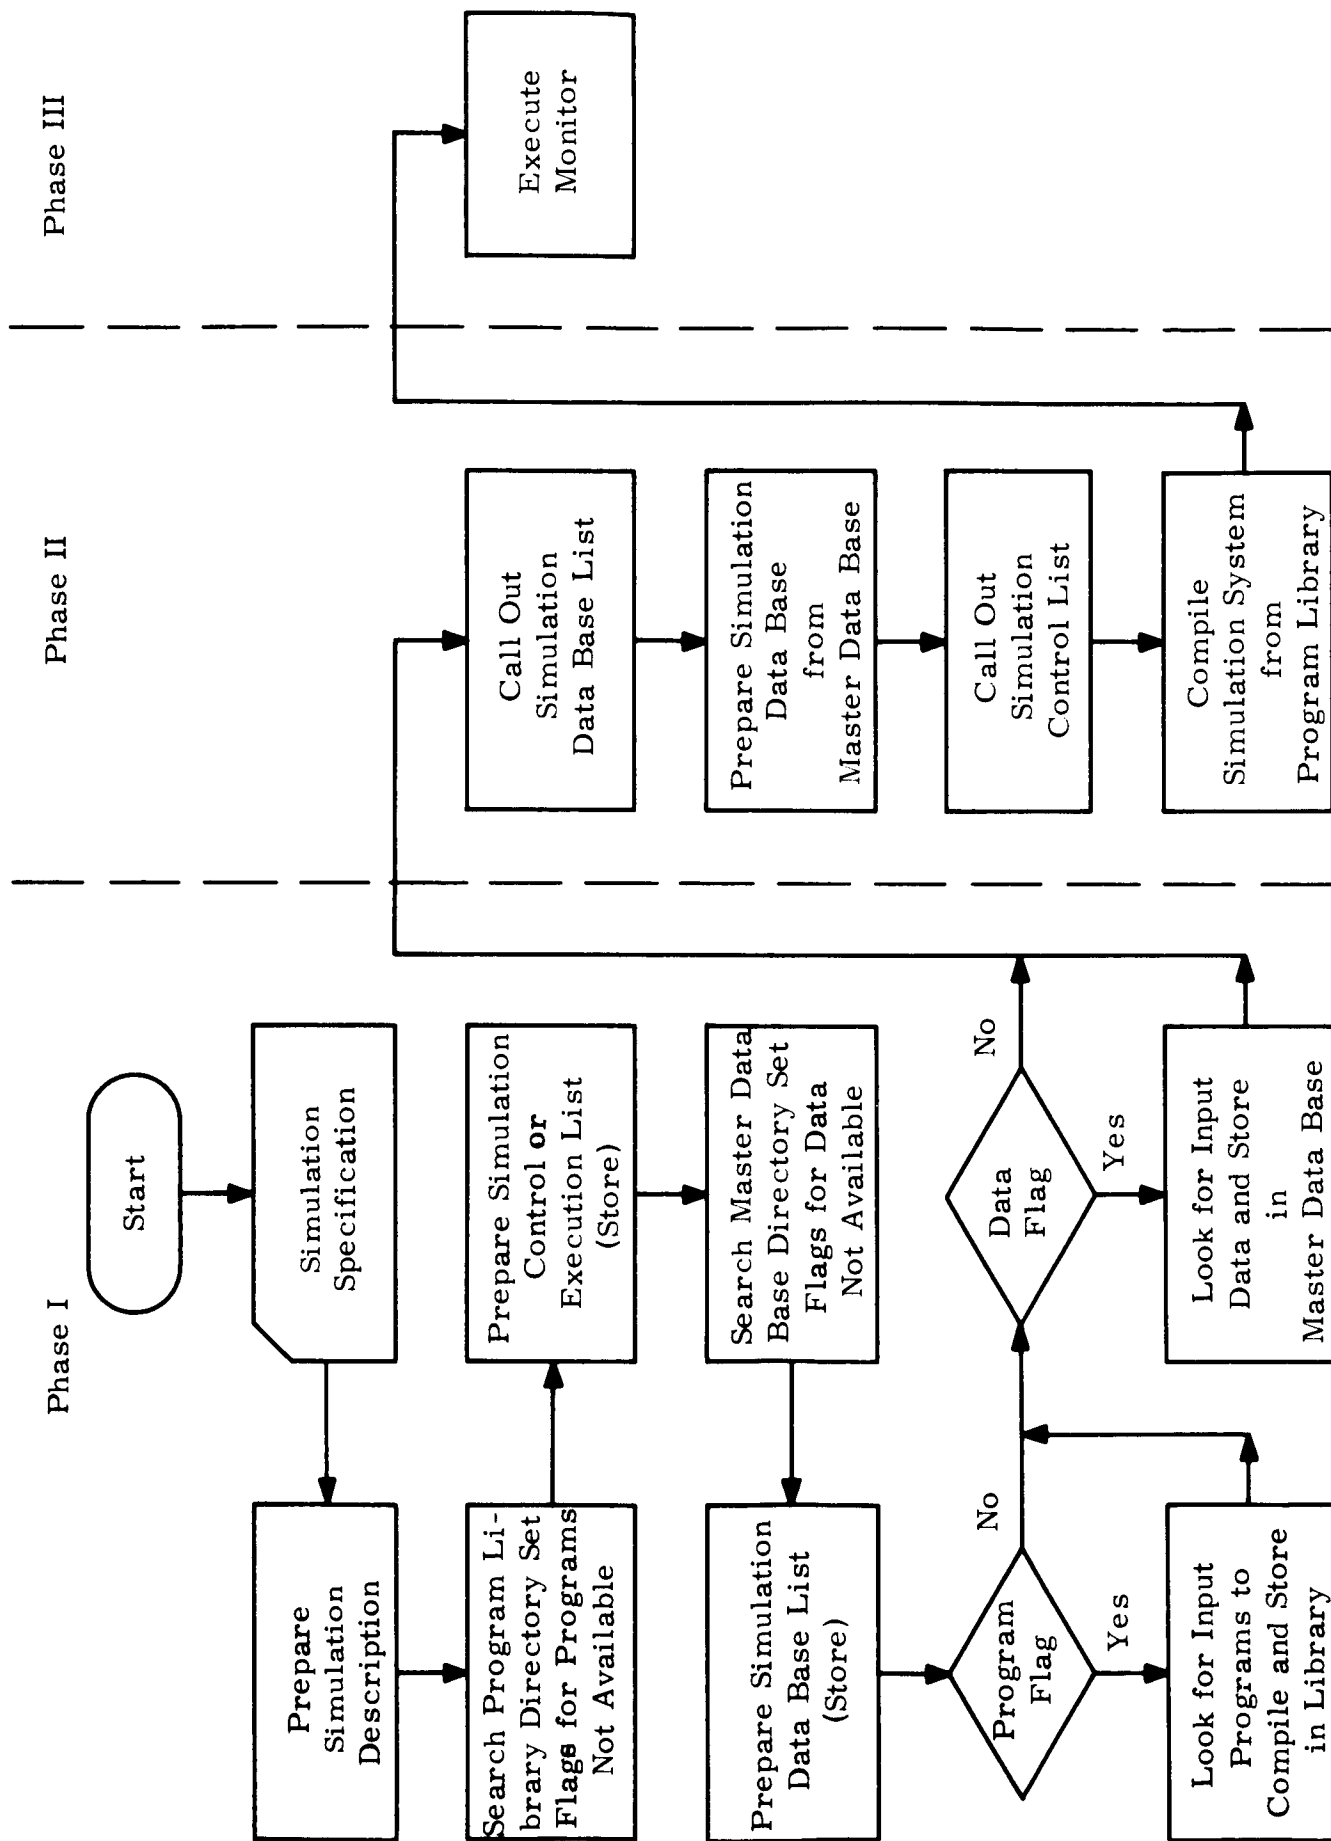 Phase I
Phase II
Phase III
Start
Simulation
Specification
Prepare
Simulation
Description
Search Program Li-
brary Directory Set
Flags for Programs
Not Available
Prepare Simulation
Control or
Execution List
(Store)
Search Master Data
Base Directory Set
Flags for Data
Not Available
Prepare Simulation
Data Base List
(Store)
Program
Flag
No
Yes
Look for Input
Programs to
Compile and Store
in Library
Data
Flag
No
Yes
Look for Input
Data and Store
in
Master Data Base
Call Out
Simulation
Data Base List
Prepare Simulation
Data Base
from
Master Data Base
Call Out
Simulation
Control List
Compile
Simulation System
from
Program Library
Execute
Monitor